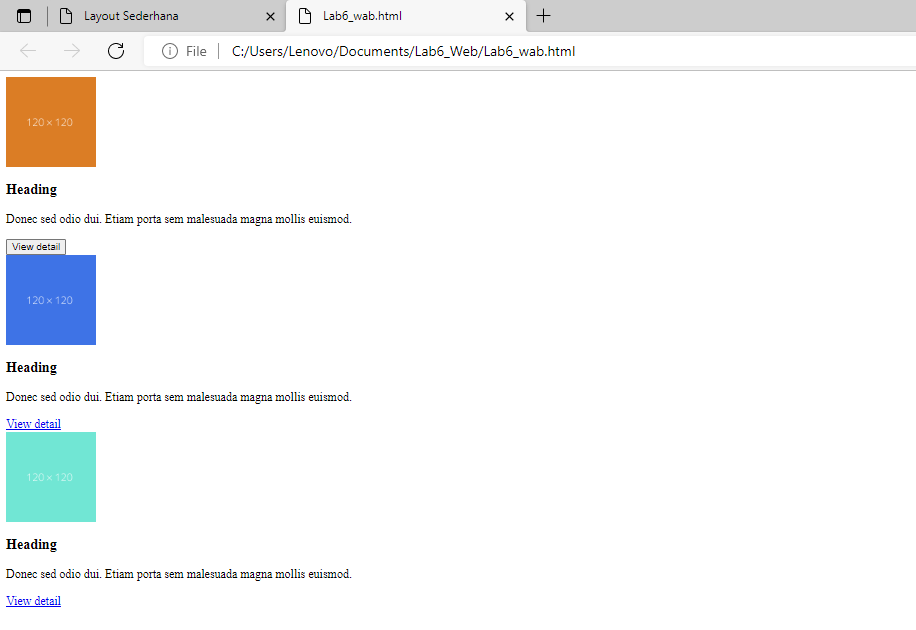 Layout Sederhana
Lab6_wab.html
File
C:/Users/Lenovo/Documents/Lab6_Web/Lab6_wab.html
120 × 120
Heading
Donec sed odio dui. Etiam porta sem malesuada magna mollis euismod.
View detail
120 × 120
Heading
Donec sed odio dui. Etiam porta sem malesuada magna mollis euismod.
View detail
120 × 120
Heading
Donec sed odio dui. Etiam porta sem malesuada magna mollis euismod.
View detail